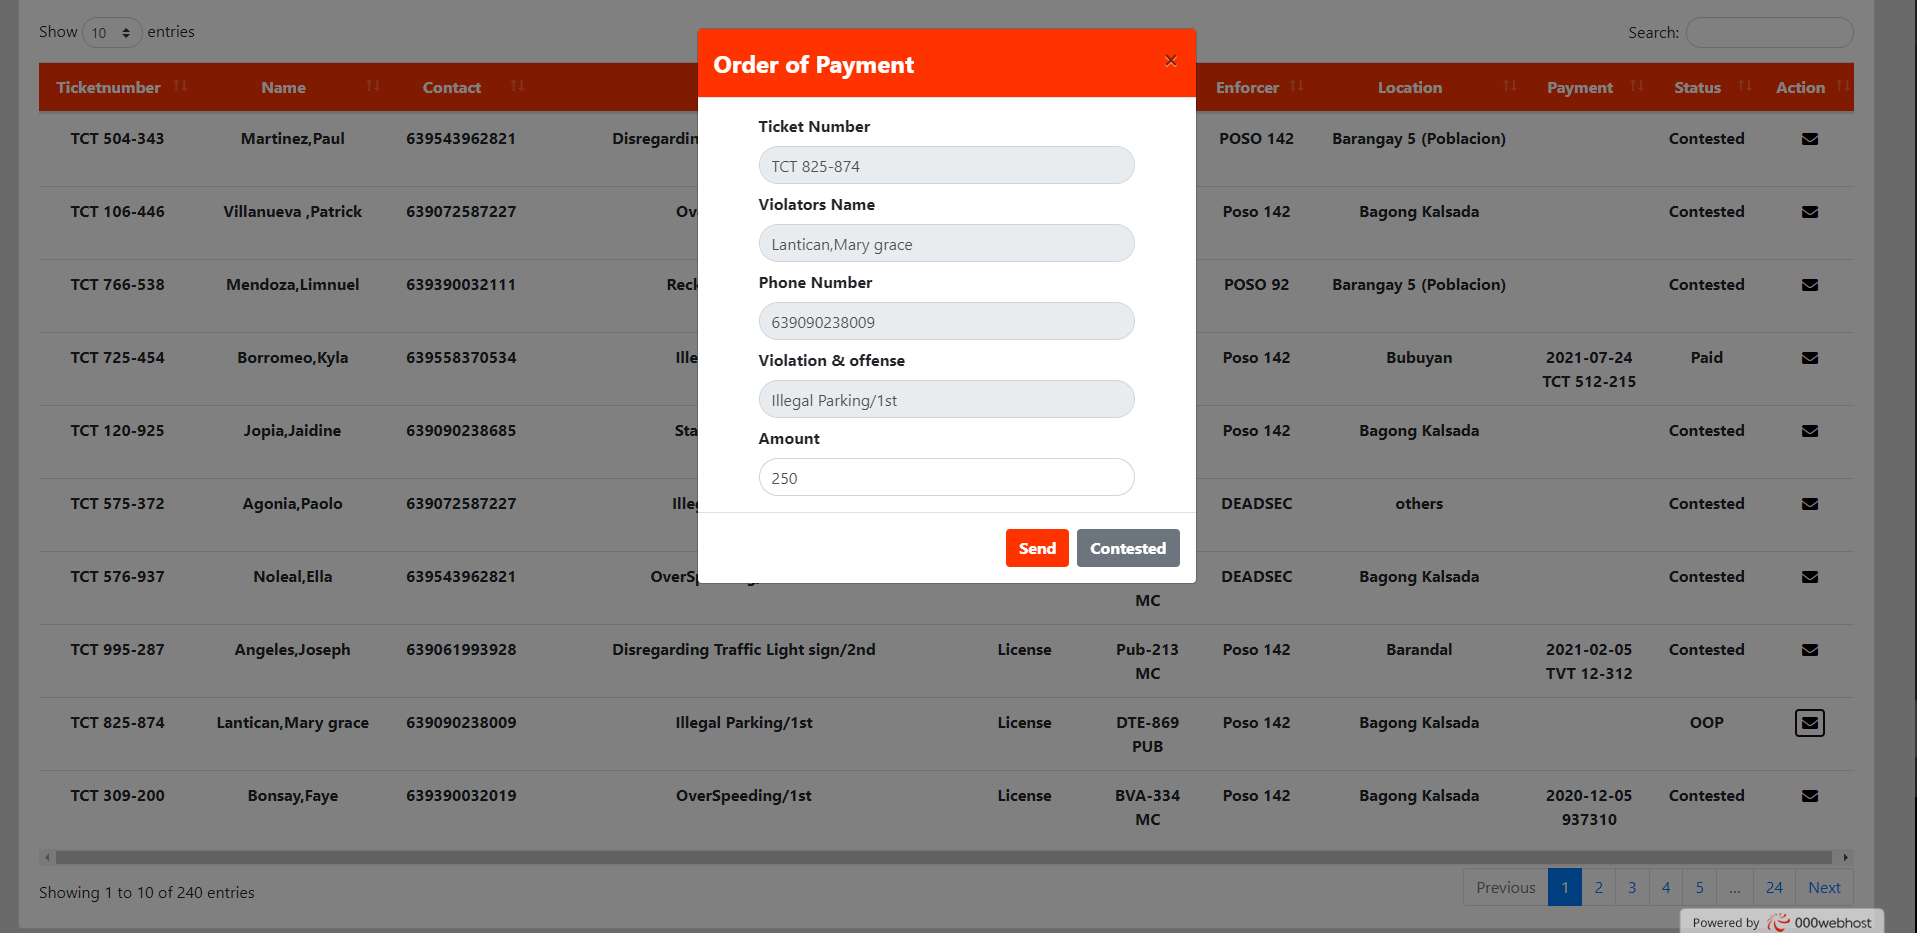 Show 10 entries
Search:
Order of Payment ×
Ticket Number
TCT 825-874
Violators Name
Lantican,Mary grace
Phone Number
639090238009
Violation & offense
Illegal Parking/1st
Amount
250
Send Contested
Ticketnumber Name Contact Enforcer Location Payment Status Action
TCT 504-343 Martinez,Paul 639543962821 Disregardin POSO 142 Barangay 5 (Poblacion) Contested
TCT 106-446 Villanueva ,Patrick 639072587227 Ov POSO 142 Bagong Kalsada Contested
TCT 766-538 Mendoza,Limnuel 639390032111 Reck POSO 92 Barangay 5 (Poblacion) Contested
TCT 725-454 Borromeo,Kyla 639558370534 Ille Poso 142 Bubuyan 2021-07-24 Paid
TCT 512-215
TCT 120-925 Jopia,Jaidine 639090238685 Sta Poso 142 Bagong Kalsada Contested
TCT 575-372 Agonia,Paolo 639072587227 Illeg DEADSEC others Contested
TCT 576-937 Noleal,Ella 639543962821 OverSp DEADSEC Bagong Kalsada Contested
MC
TCT 995-287 Angeles,Joseph 639061993928 Disregarding Traffic Light sign/2nd License Pub-213 Poso 142 Barandal 2021-02-05 Contested
MC TVT 12-312
TCT 825-874 Lantican,Mary grace 639090238009 Illegal Parking/1st License DTE-869 Poso 142 Bagong Kalsada OOP
PUB
TCT 309-200 Bonsay,Faye 639390032019 OverSpeeding/1st License BVA-334 Poso 142 Bagong Kalsada 2020-12-05 Contested
MC 937310
Showing 1 to 10 of 240 entries
Previous 1 2 3 4 5 ... 24 Next
Powered by 000webhost